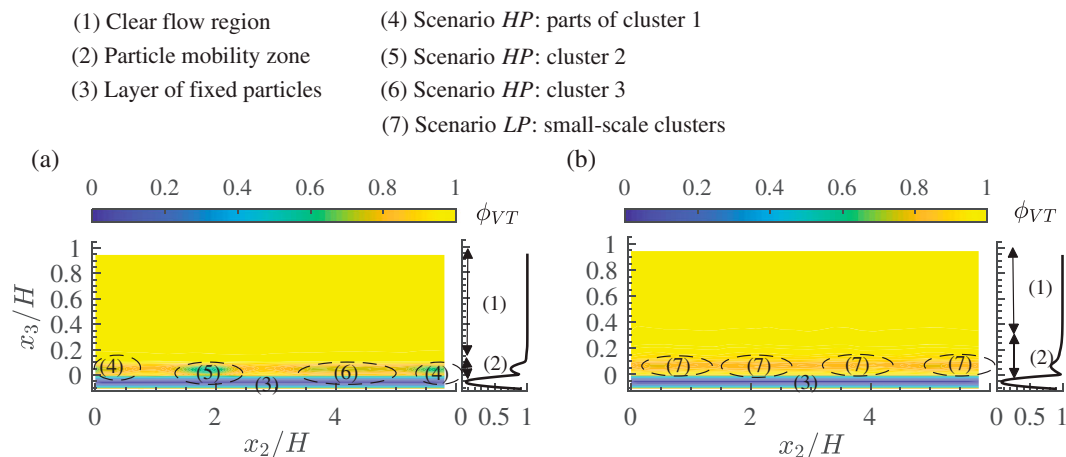 (1) Clear flow region
(2) Particle mobility zone
(3) Layer of fixed particles
(4) Scenario HP: parts of cluster 1
(5) Scenario HP: cluster 2
(6) Scenario HP: cluster 3
(7) Scenario LP: small-scale clusters
(a)
0 0.2 0.4 0.6 0.8 1
ϕVT
1
0.8
0.6
0.4
0.2
0
x3/H
(1)
(2)
(4) (5) (6) (4)
(3)
0 2 4 0 0.5 1
x2/H
(b)
0 0.2 0.4 0.6 0.8 1
ϕVT
1
0.8
0.6
0.4
0.2
0
(1)
(2)
(7) (7) (7) (7)
(3)
0 2 4 0 0.5 1
x2/H